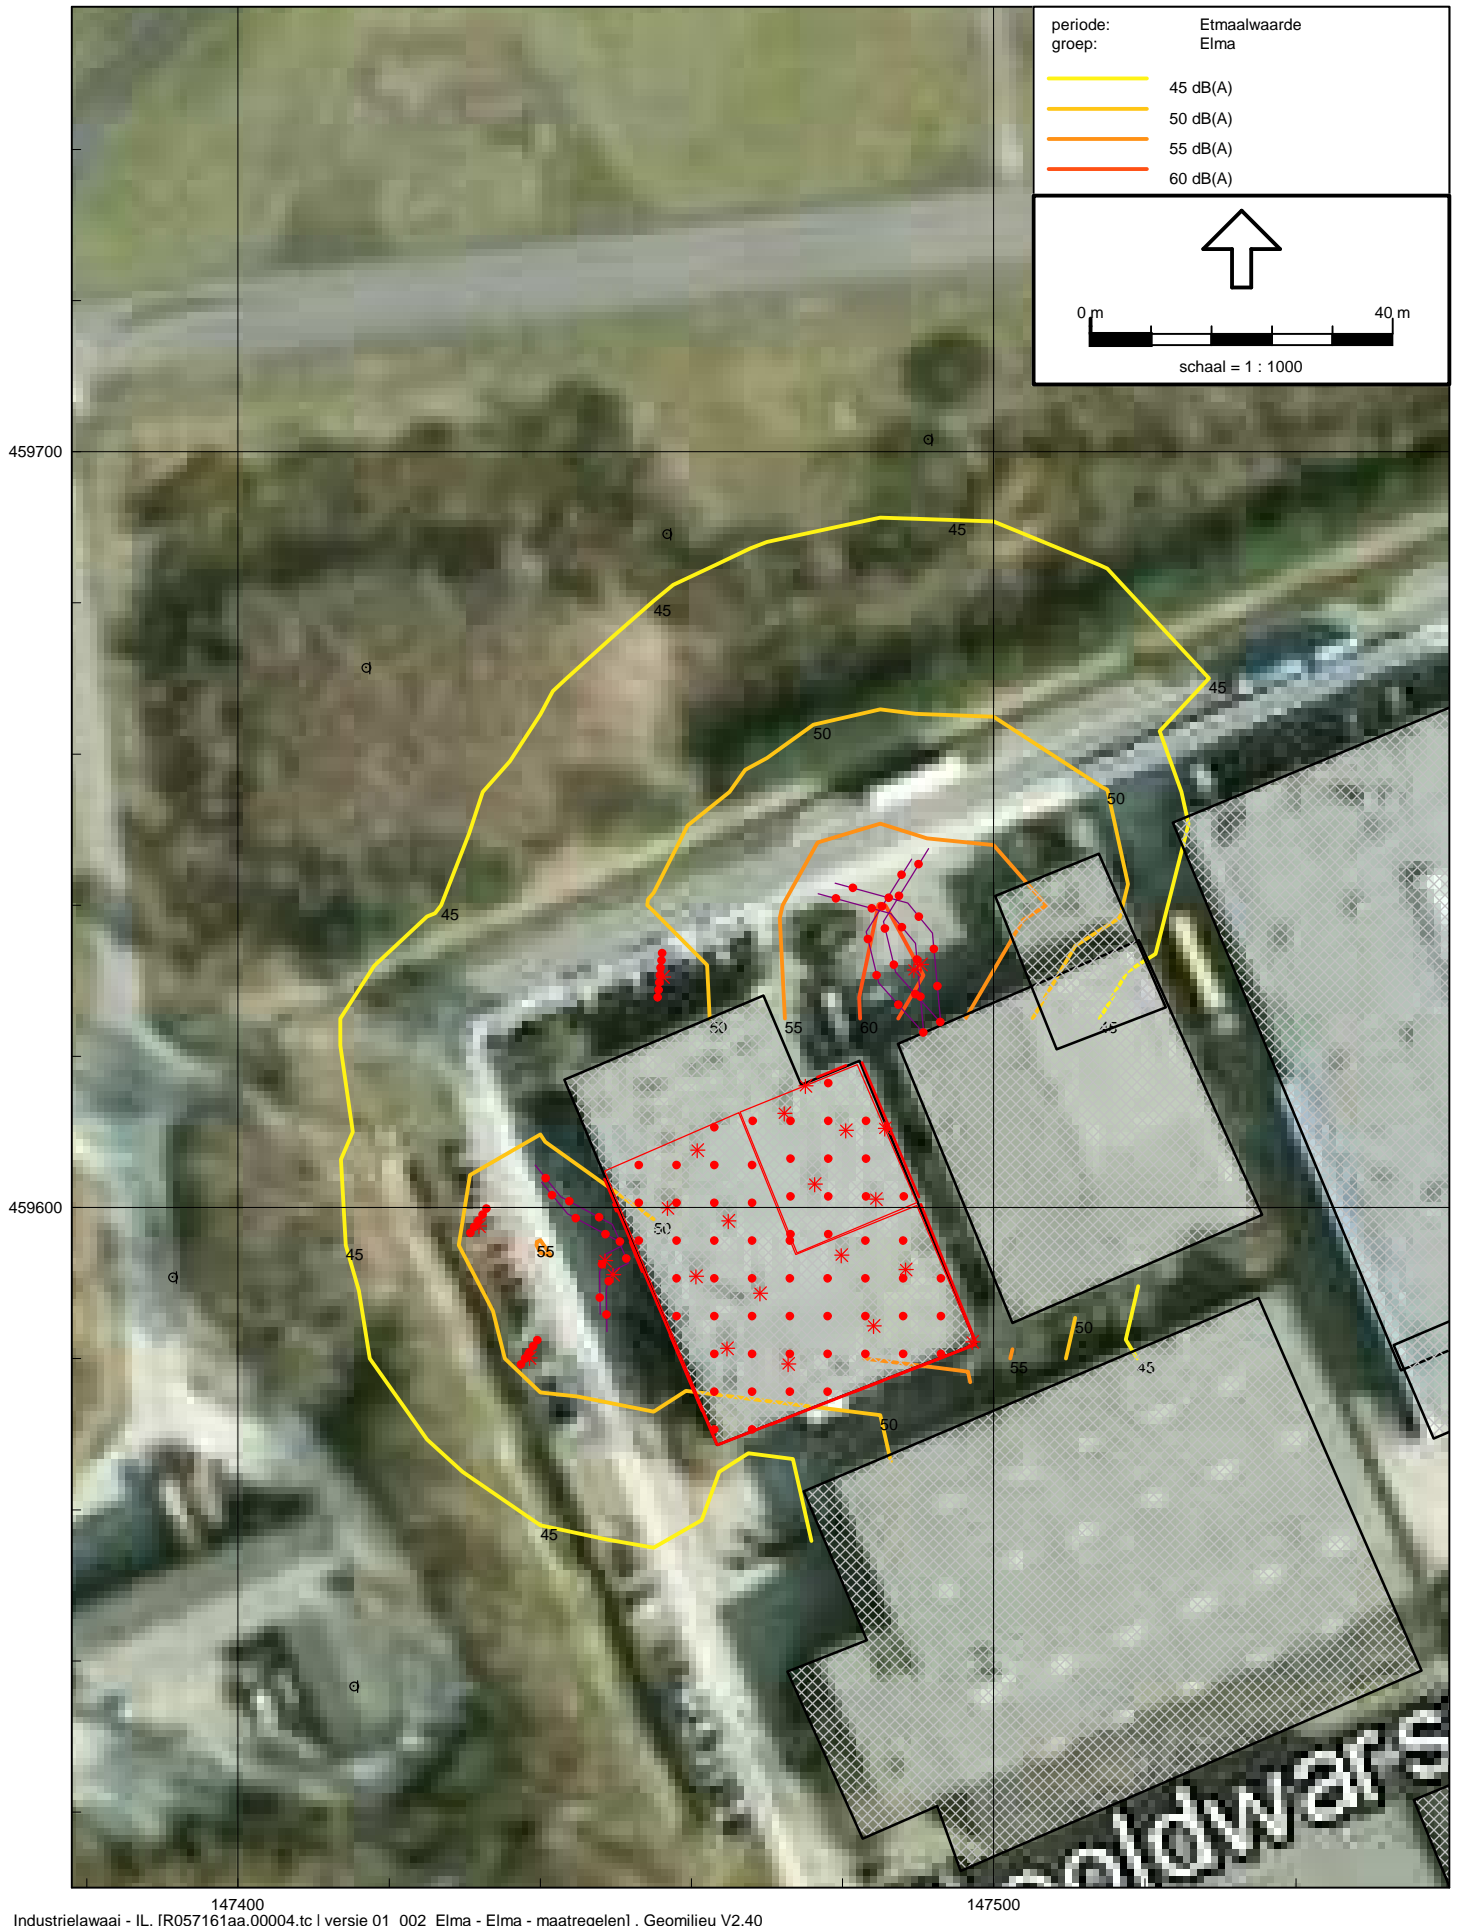 periode: Etmaalwaarde
groep: Elma
45 dB(A)
50 dB(A)
55 dB(A)
60 dB(A)
0 m 40 m
schaal = 1 : 1000
459700
45
45
45
50
50
45
50
55
60
45
459600
50
45
55
50
55
45
50
45
147400 147500
Industrielawaai - IL, [R057161aa.00004.tc | versie 01_002_Elma - Elma - maatregelen] , Geomilieu V2.40